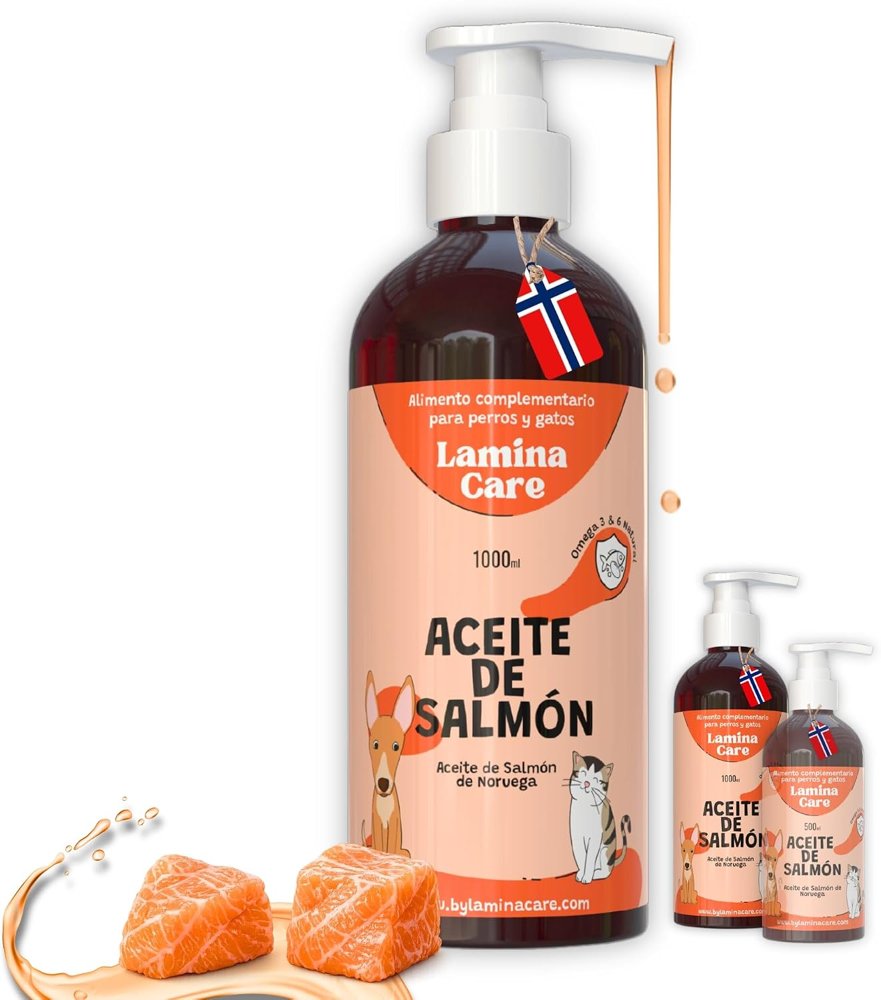 Alimento complementario
para perros y gatos
Lamina
Care
1000ml
Omega 3 & 6 Natural
ACEITE
DE
SALMÓN
Aceite de Salmón
de Noruega
www.bylaminacare.com
Alimento complementario
para perros y gatos
Lamina
Care
1000ml
ACEITE
DE
SALMÓN
Aceite de Salmón
de Noruega
www.bylaminacare.com
Alimento complementario
para perros y gatos
Lamina
Care
500ml
ACEITE
DE
SALMÓN
Aceite de Salmón de
Noruega
www.bylaminacare.com